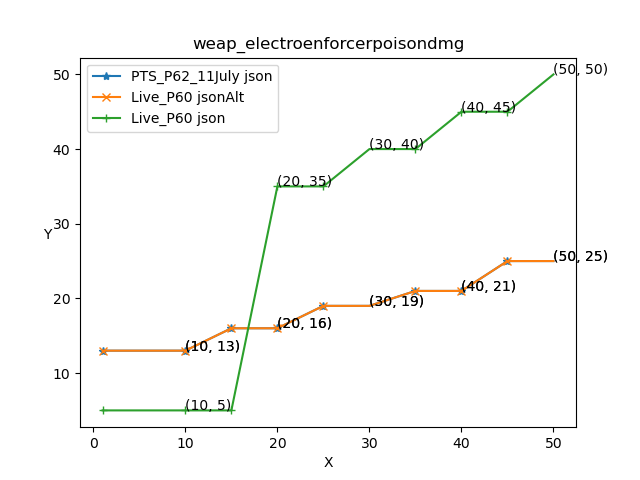 weap_electroenforcerpoisondmg
PTS_P62_11July json
Live_P60 jsonAlt
Live_P60 json
(50, 50)
(40, 45)
(30, 40)
(20, 35)
(50, 25)
(40, 21)
(30, 19)
(20, 16)
(10, 13)
(10, 5)
50
40
30
20
10
Y
0 10 20 30 40 50
X